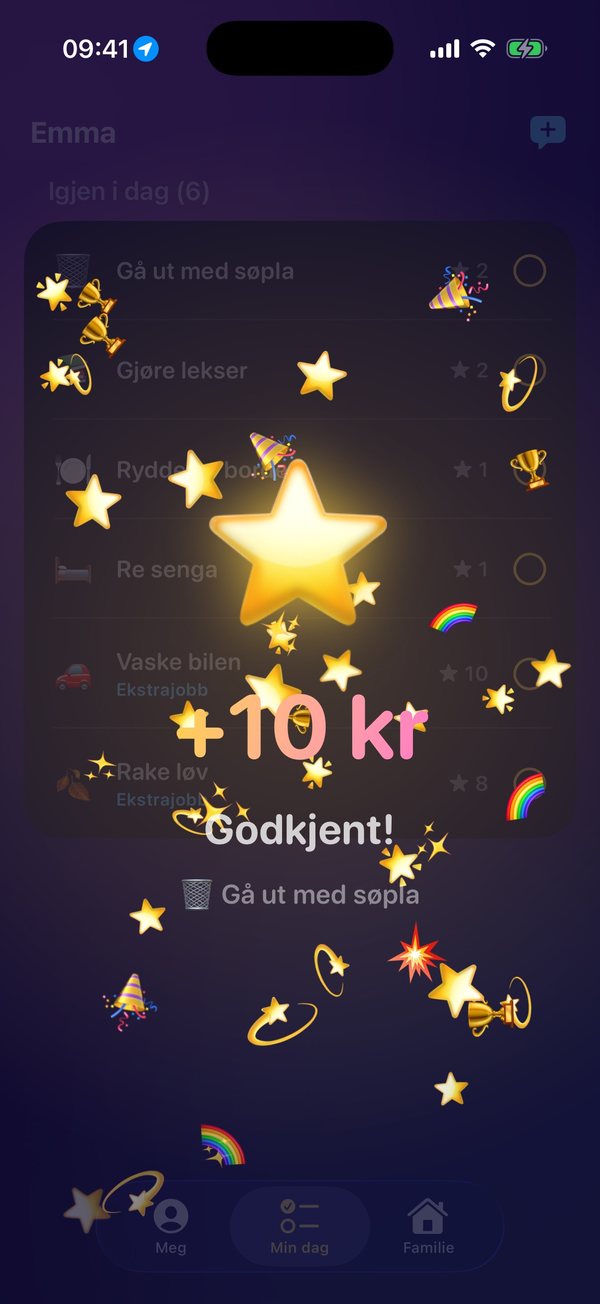 09:41
Emma
Igjen i dag (6)
Gå ut med søpla
2
Gjøre lekser
2
1
Re senga
1
Vaske bilen
10
Ekstrajobb
+10 kr
Rake løv
8
Ekstrajobb
Godkjent!
Gå ut med søpla
Meg
Min dag
Familie